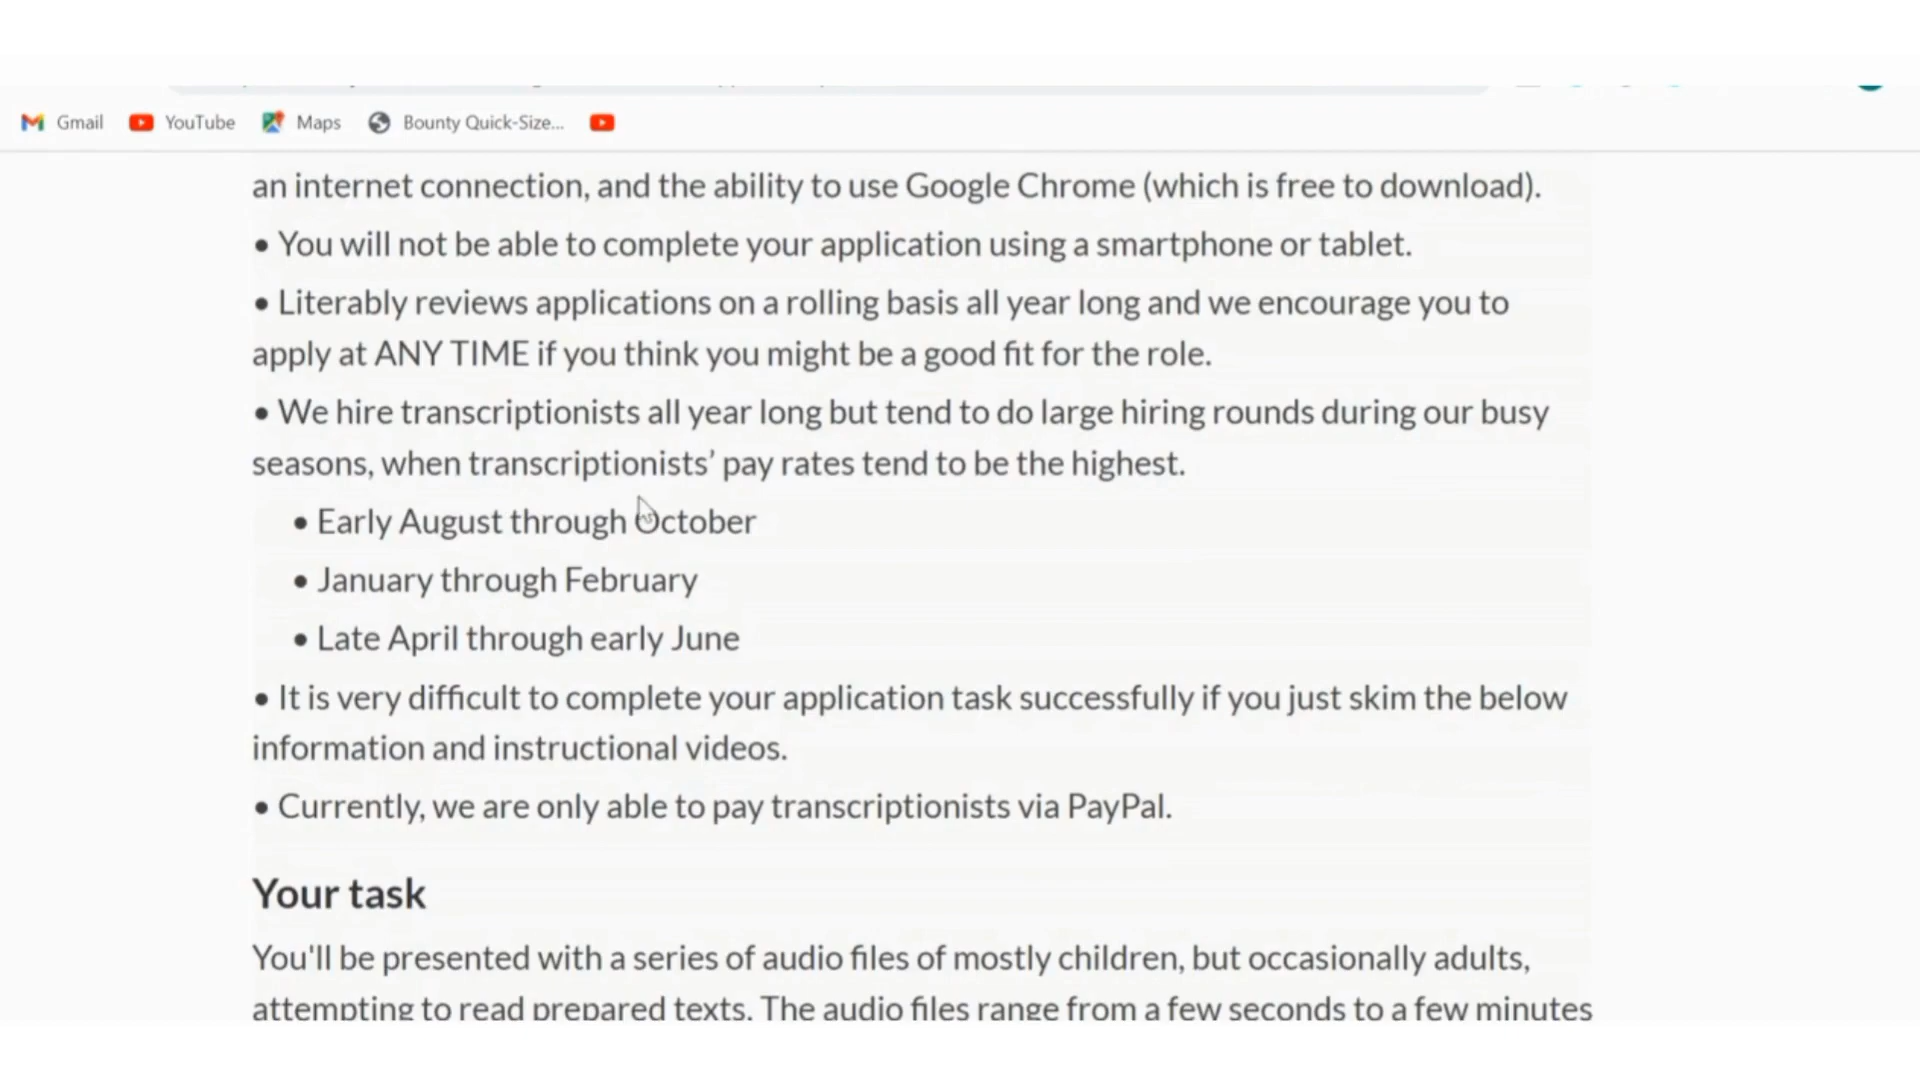 Gmail YouTube Maps Bounty Quick-Size...
an internet connection, and the ability to use Google Chrome (which is free to download).
• You will not be able to complete your application using a smartphone or tablet.
• Literably reviews applications on a rolling basis all year long and we encourage you to
apply at ANY TIME if you think you might be a good fit for the role.
• We hire transcriptionists all year long but tend to do large hiring rounds during our busy
seasons, when transcriptionists’ pay rates tend to be the highest.
• Early August through October
• January through February
• Late April through early June
• It is very difficult to complete your application task successfully if you just skim the below
information and instructional videos.
• Currently, we are only able to pay transcriptionists via PayPal.
Your task
You'll be presented with a series of audio files of mostly children, but occasionally adults,
attempting to read prepared texts. The audio files range from a few seconds to a few minutes